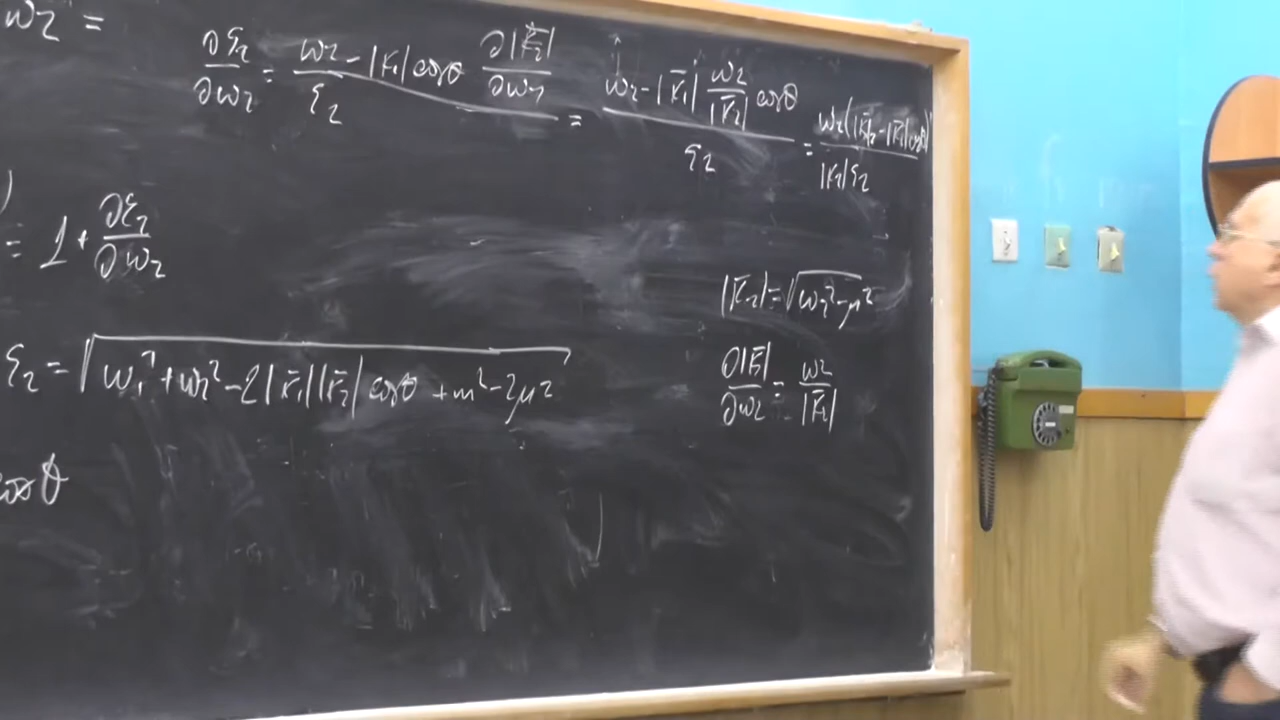 ω₂ =
∂ε₂/∂ω₂ = (ω₂ - |k̄₁| cosθ ∂|k̄₂|/∂ω₂)/ε₂ = (ω₂ - |k̄₁| ω₂/|k̄₂| cosθ)/ε₂ = ω₂(|k̄₂| - |k̄₁|cosθ)/|k̄₂|ε₂
)
= 1 + ∂ε₂/∂ω₂
|k̄₂| = √(ω₂² - μ²)
ε₂ = √(ω₁² + ω₂² - 2|k̄₁||k̄₂| cosθ + m² - 2μ²)
∂|k̄₂|/∂ω₂ = ω₂/|k̄₂|
cosθ